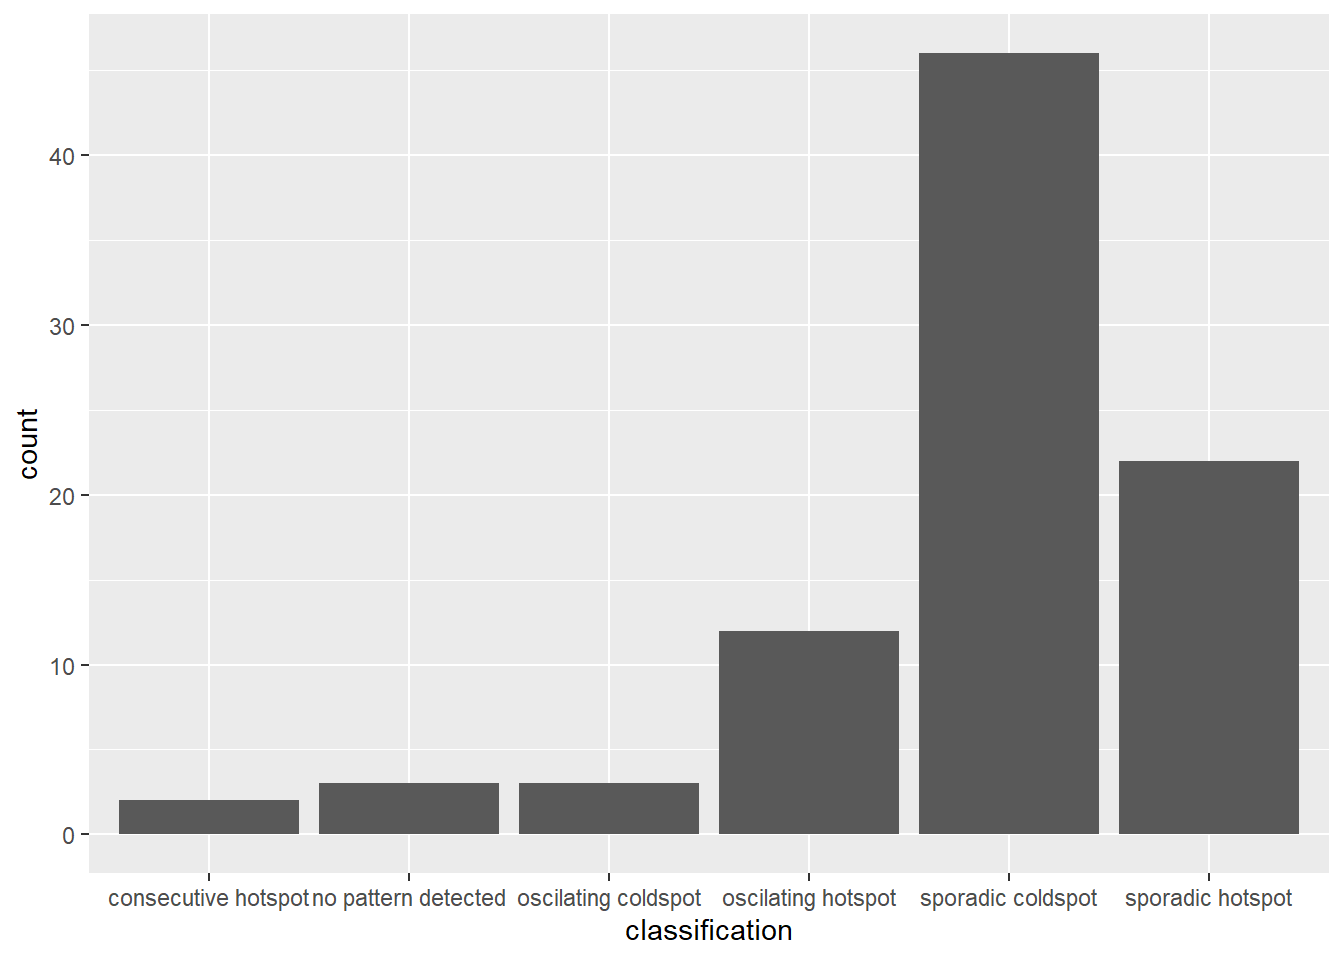 count
40
30
20
10
0
consecutive hotspot no pattern detected oscilating coldspot oscilating hotspot sporadic coldspot sporadic hotspot
classification